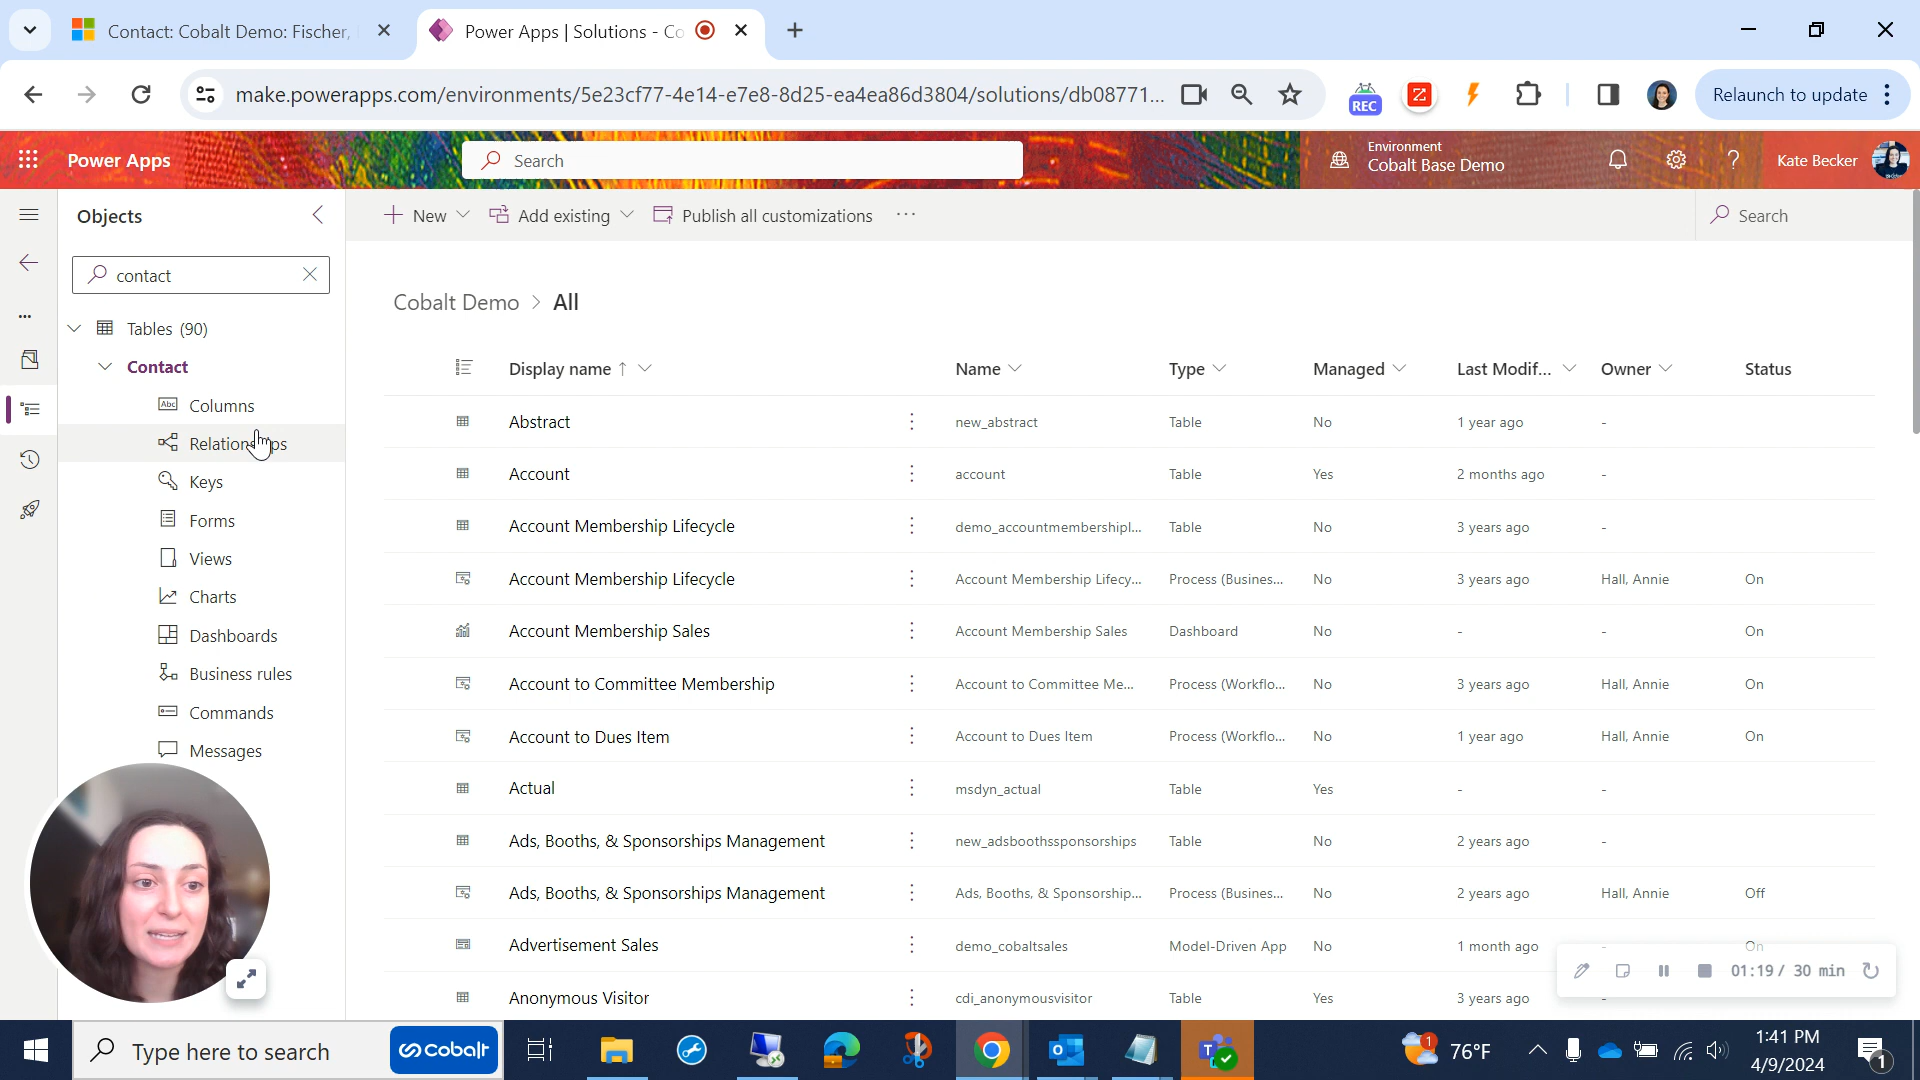 Contact: Cobalt Demo: Fischer,
Power Apps | Solutions - Co
make.powerapps.com/environments/5e23cf77-4e14-e7e8-8d25-ea4ea86d3804/solutions/db08771...
REC
Relaunch to update
Power Apps
Search
Environment
Cobalt Base Demo
Kate Becker
Objects
New
Add existing
Publish all customizations
Search
contact
Cobalt Demo > All
Tables (90)
Contact
Abc Columns
Relationships
Keys
Forms
Views
Charts
Dashboards
Business rules
Commands
Messages
Display name ↑ Name Type Managed Last Modif... Owner Status
Abstract new_abstract Table No 1 year ago -
Account account Table Yes 2 months ago -
Account Membership Lifecycle demo_accountmembershipl... Table No 3 years ago -
Account Membership Lifecycle Account Membership Lifecy... Process (Busines... No 3 years ago Hall, Annie On
Account Membership Sales Account Membership Sales Dashboard No - - On
Account to Committee Membership Account to Committee Me... Process (Workflo... No 3 years ago Hall, Annie On
Account to Dues Item Account to Dues Item Process (Workflo... No 1 year ago Hall, Annie On
Actual msdyn_actual Table Yes - -
Ads, Booths, & Sponsorships Management new_adsboothssponsorships Table No 2 years ago -
Ads, Booths, & Sponsorships Management Ads, Booths, & Sponsorship... Process (Busines... No 2 years ago Hall, Annie Off
Advertisement Sales demo_cobaltsales Model-Driven App No 1 month ago - On
Anonymous Visitor cdi_anonymousvisitor Table Yes 3 years ago -
01:19 / 30 min
Type here to search
Cobalt
1
76°F
1:41 PM
4/9/2024
1